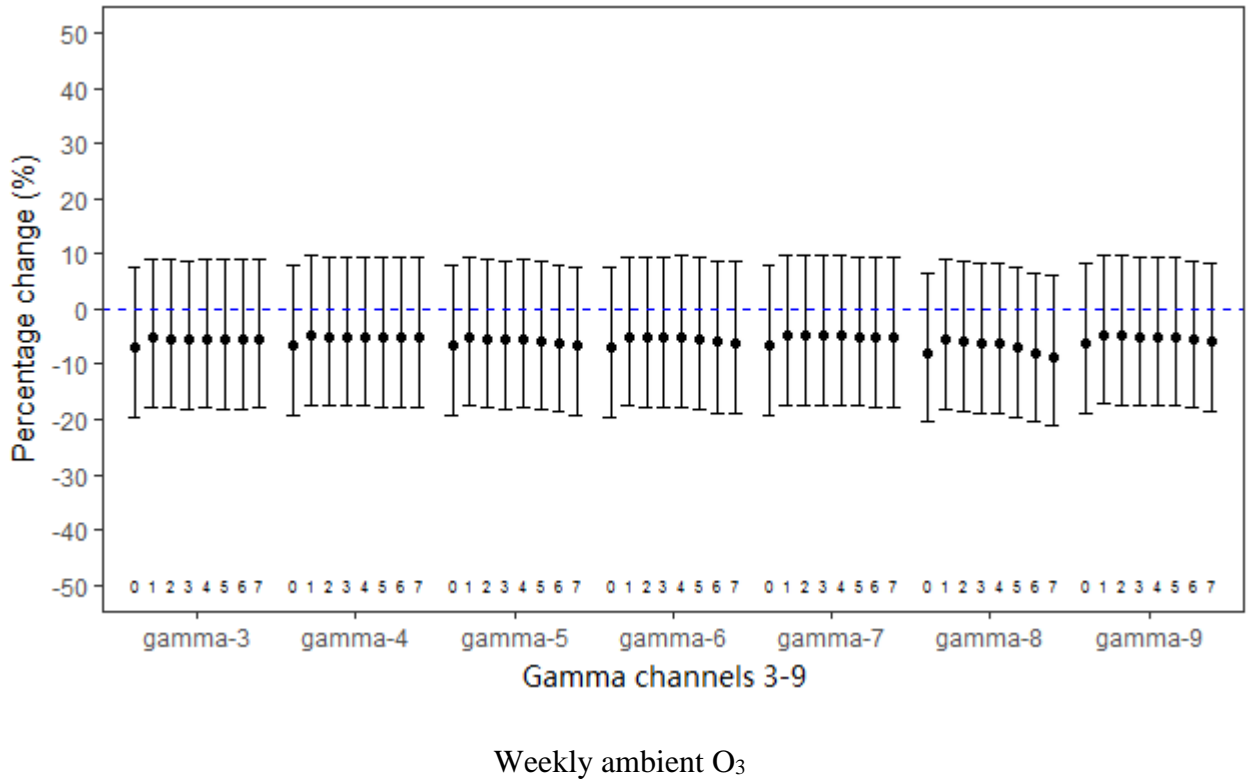 Percentage change (%)
50
40
30
20
10
0
-10
-20
-30
-40
-50
0 1 2 3 4 5 6 7 0 1 2 3 4 5 6 7 0 1 2 3 4 5 6 7 0 1 2 3 4 5 6 7 0 1 2 3 4 5 6 7 0 1 2 3 4 5 6 7 0 1 2 3 4 5 6 7
gamma-3 gamma-4 gamma-5 gamma-6 gamma-7 gamma-8 gamma-9
Gamma channels 3-9
Weekly ambient O₃